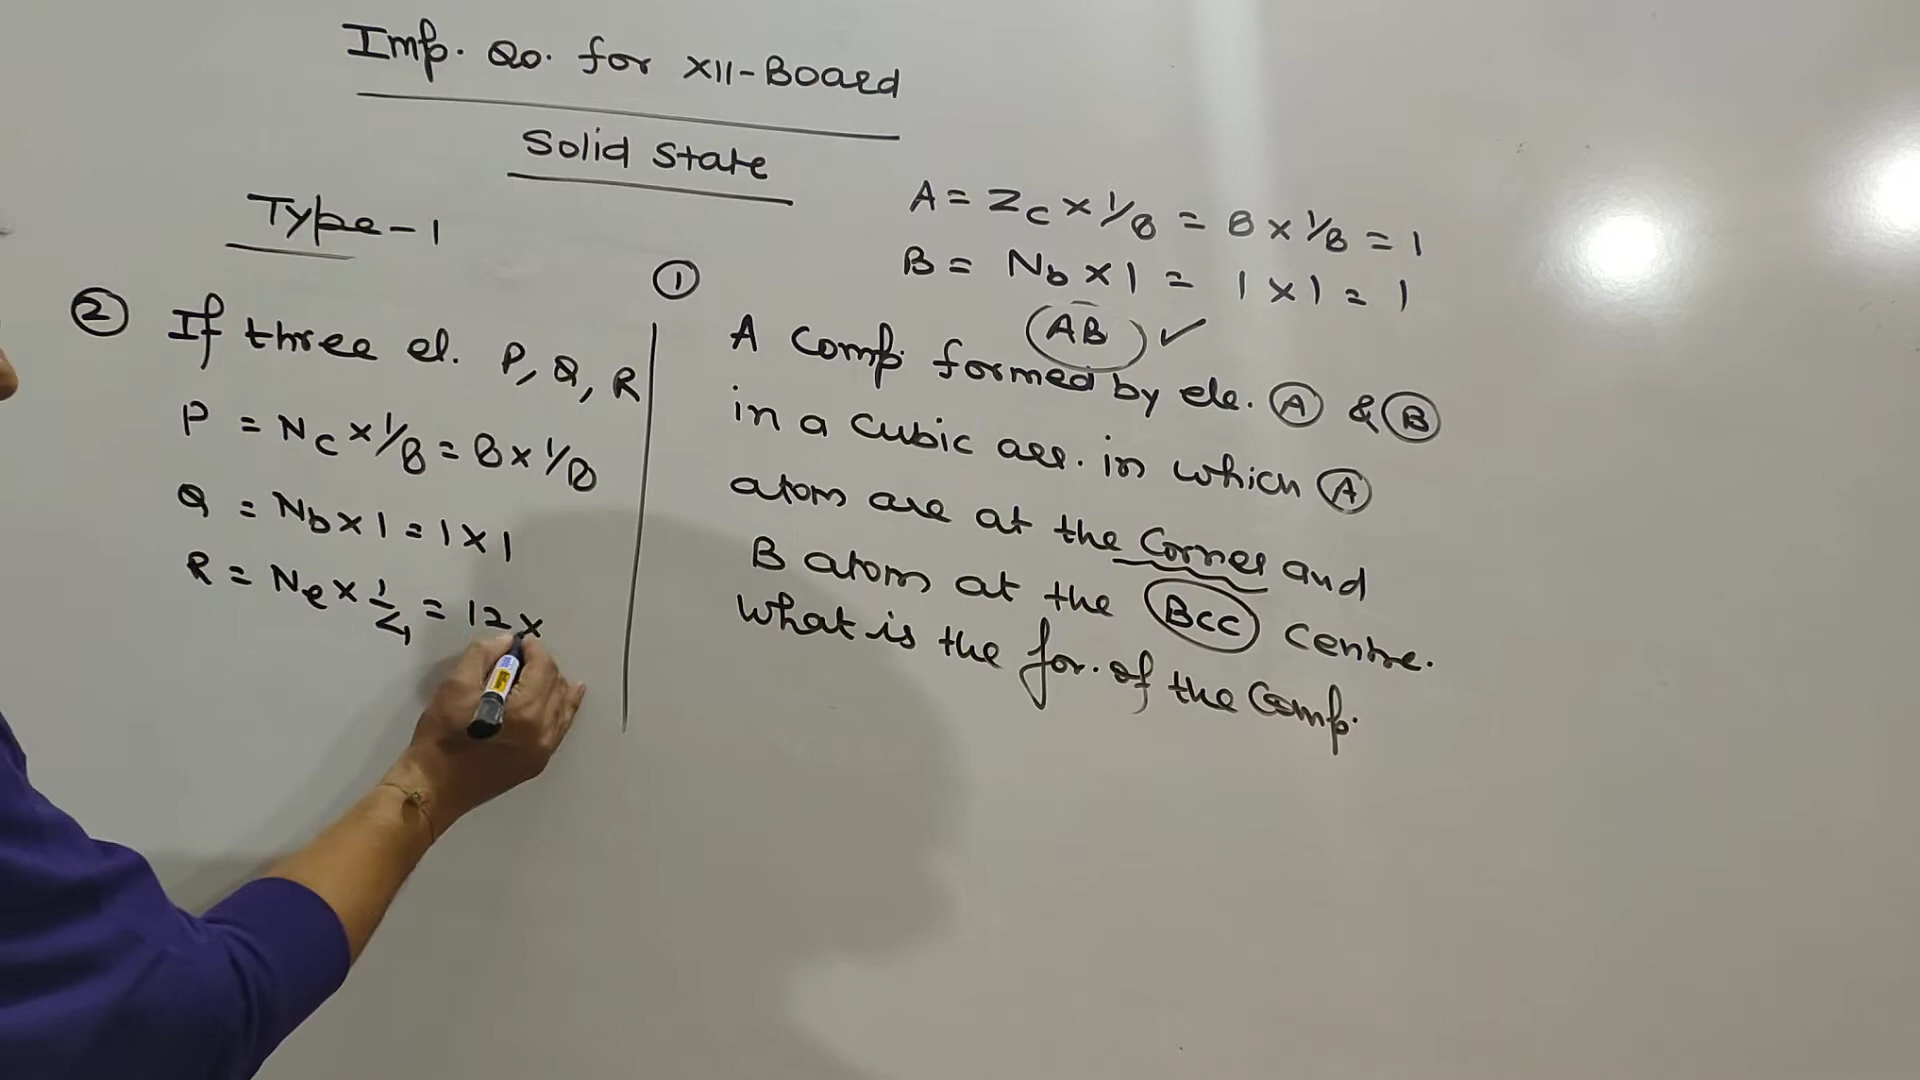 Imp. Qo. for XII-Board
Solid State
Type-1
② If three el. P, Q, R
P = Nc × 1/8 = 8 × 1/8
Q = Nb × 1 = 1 × 1
R = Ne × 1/4 = 12 ×
①
A = Zc × 1/8 = 8 × 1/8 = 1
B = Nb × 1 = 1 × 1 = 1
AB ✓
A Comp. formed by ele. A & B
in a Cubic arr. in which A
atom are at the Corner and
B atom at the BCC Centre.
What is the for. of the Comp.